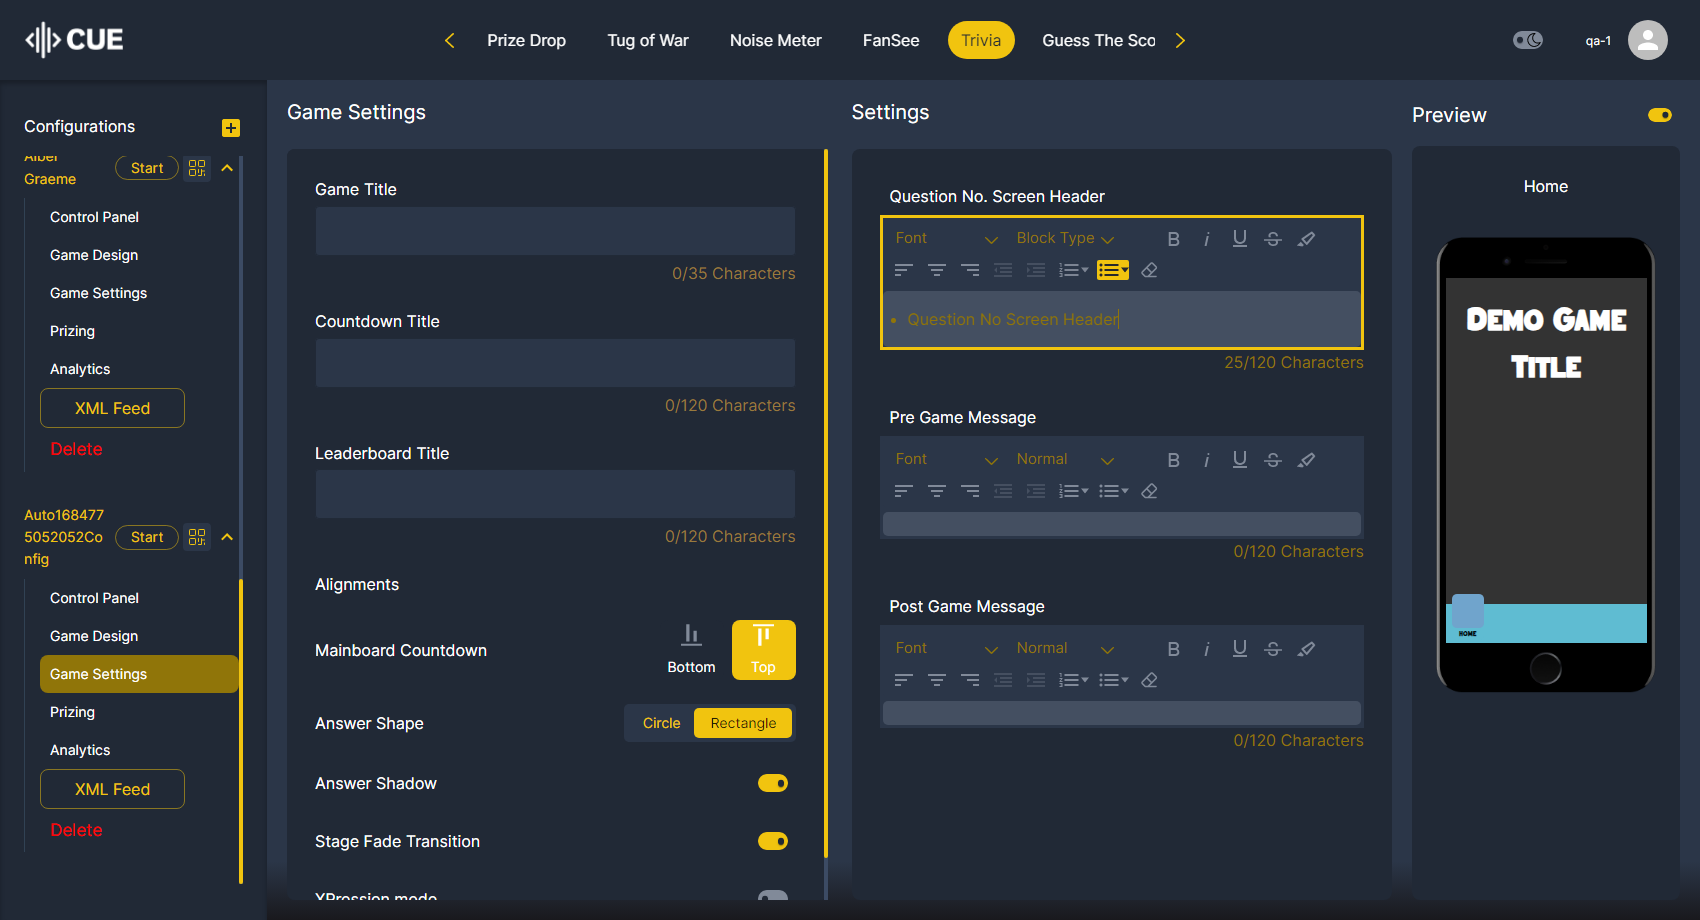 CUE
Prize Drop
Tug of War
Noise Meter
FanSee
Trivia
Guess The Sco
qa-1
Configurations
Alber
Graeme
Start
Control Panel
Game Design
Game Settings
Prizing
Analytics
XML Feed
Delete
Auto168477
5052052Co
nfig
Start
Control Panel
Game Design
Game Settings
Prizing
Analytics
XML Feed
Delete
Game Settings
Game Title
0/35 Characters
Countdown Title
0/120 Characters
Leaderboard Title
0/120 Characters
Alignments
Mainboard Countdown
Bottom
Top
Answer Shape
Circle
Rectangle
Answer Shadow
Stage Fade Transition
XPression mode
Settings
Question No. Screen Header
Font
Block Type
B i U S
• Question No Screen Header
25/120 Characters
Pre Game Message
Font
Normal
B i U S
0/120 Characters
Post Game Message
Font
Normal
B i U S
0/120 Characters
Preview
Home
DEMO GAME
TITLE
HOME